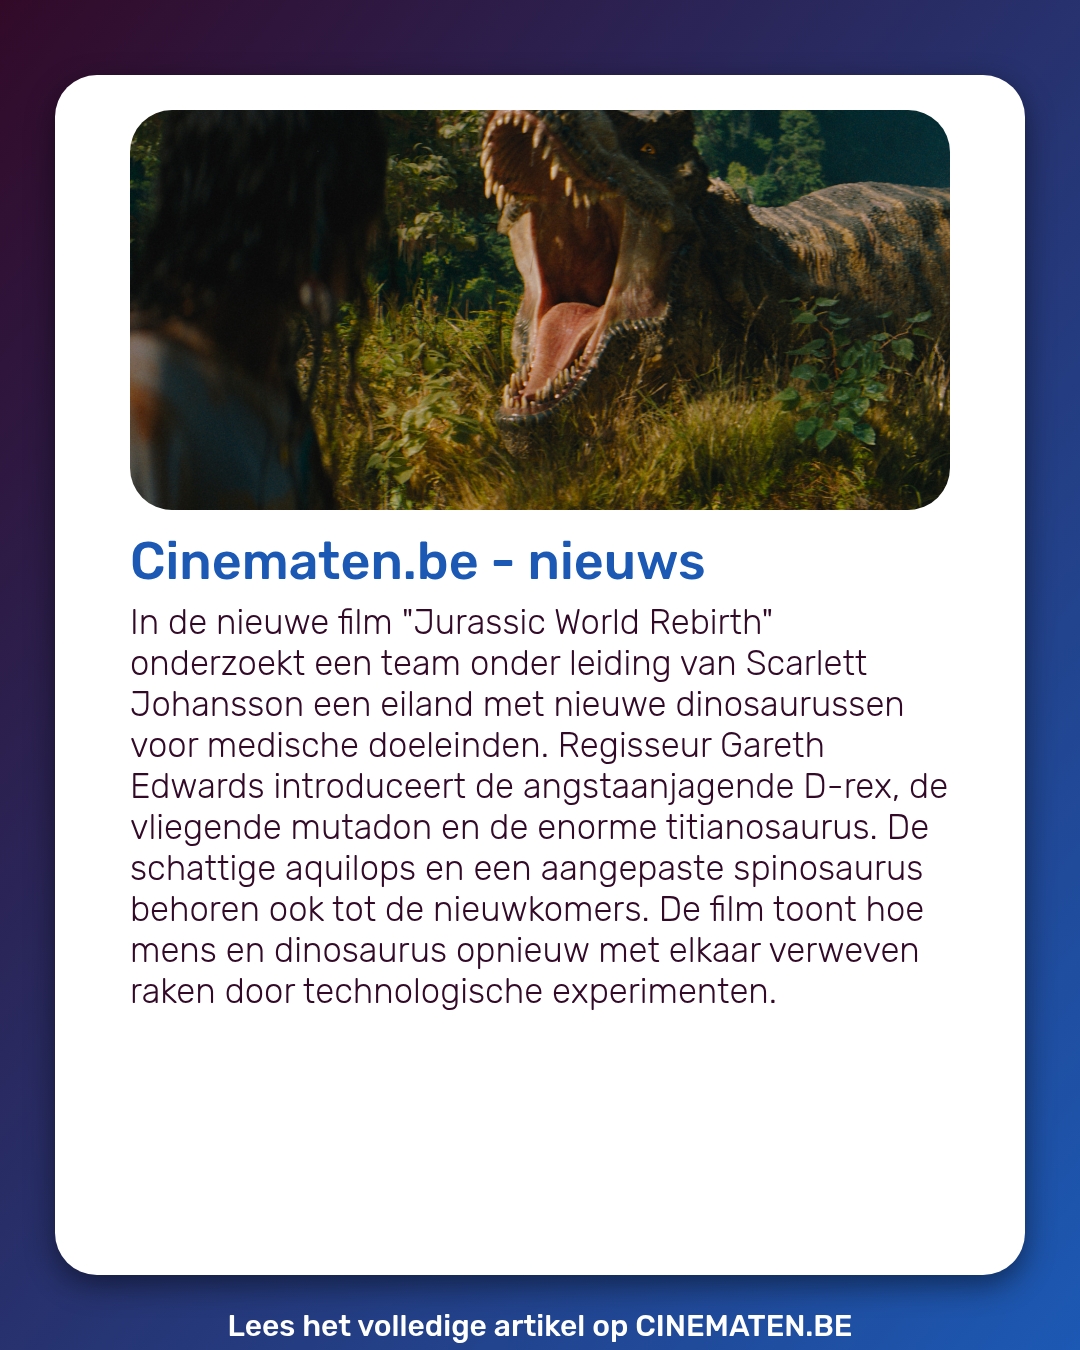 Cinematen.be - nieuws
In de nieuwe film "Jurassic World Rebirth"
onderzoekt een team onder leiding van Scarlett
Johansson een eiland met nieuwe dinosaurussen
voor medische doeleinden. Regisseur Gareth
Edwards introduceert de angstaanjagende D-rex, de
vliegende mutadon en de enorme titianosaurus. De
schattige aquilops en een aangepaste spinosaurus
behoren ook tot de nieuwkomers. De film toont hoe
mens en dinosaurus opnieuw met elkaar verweven
raken door technologische experimenten.
Lees het volledige artikel op CINEMATEN.BE